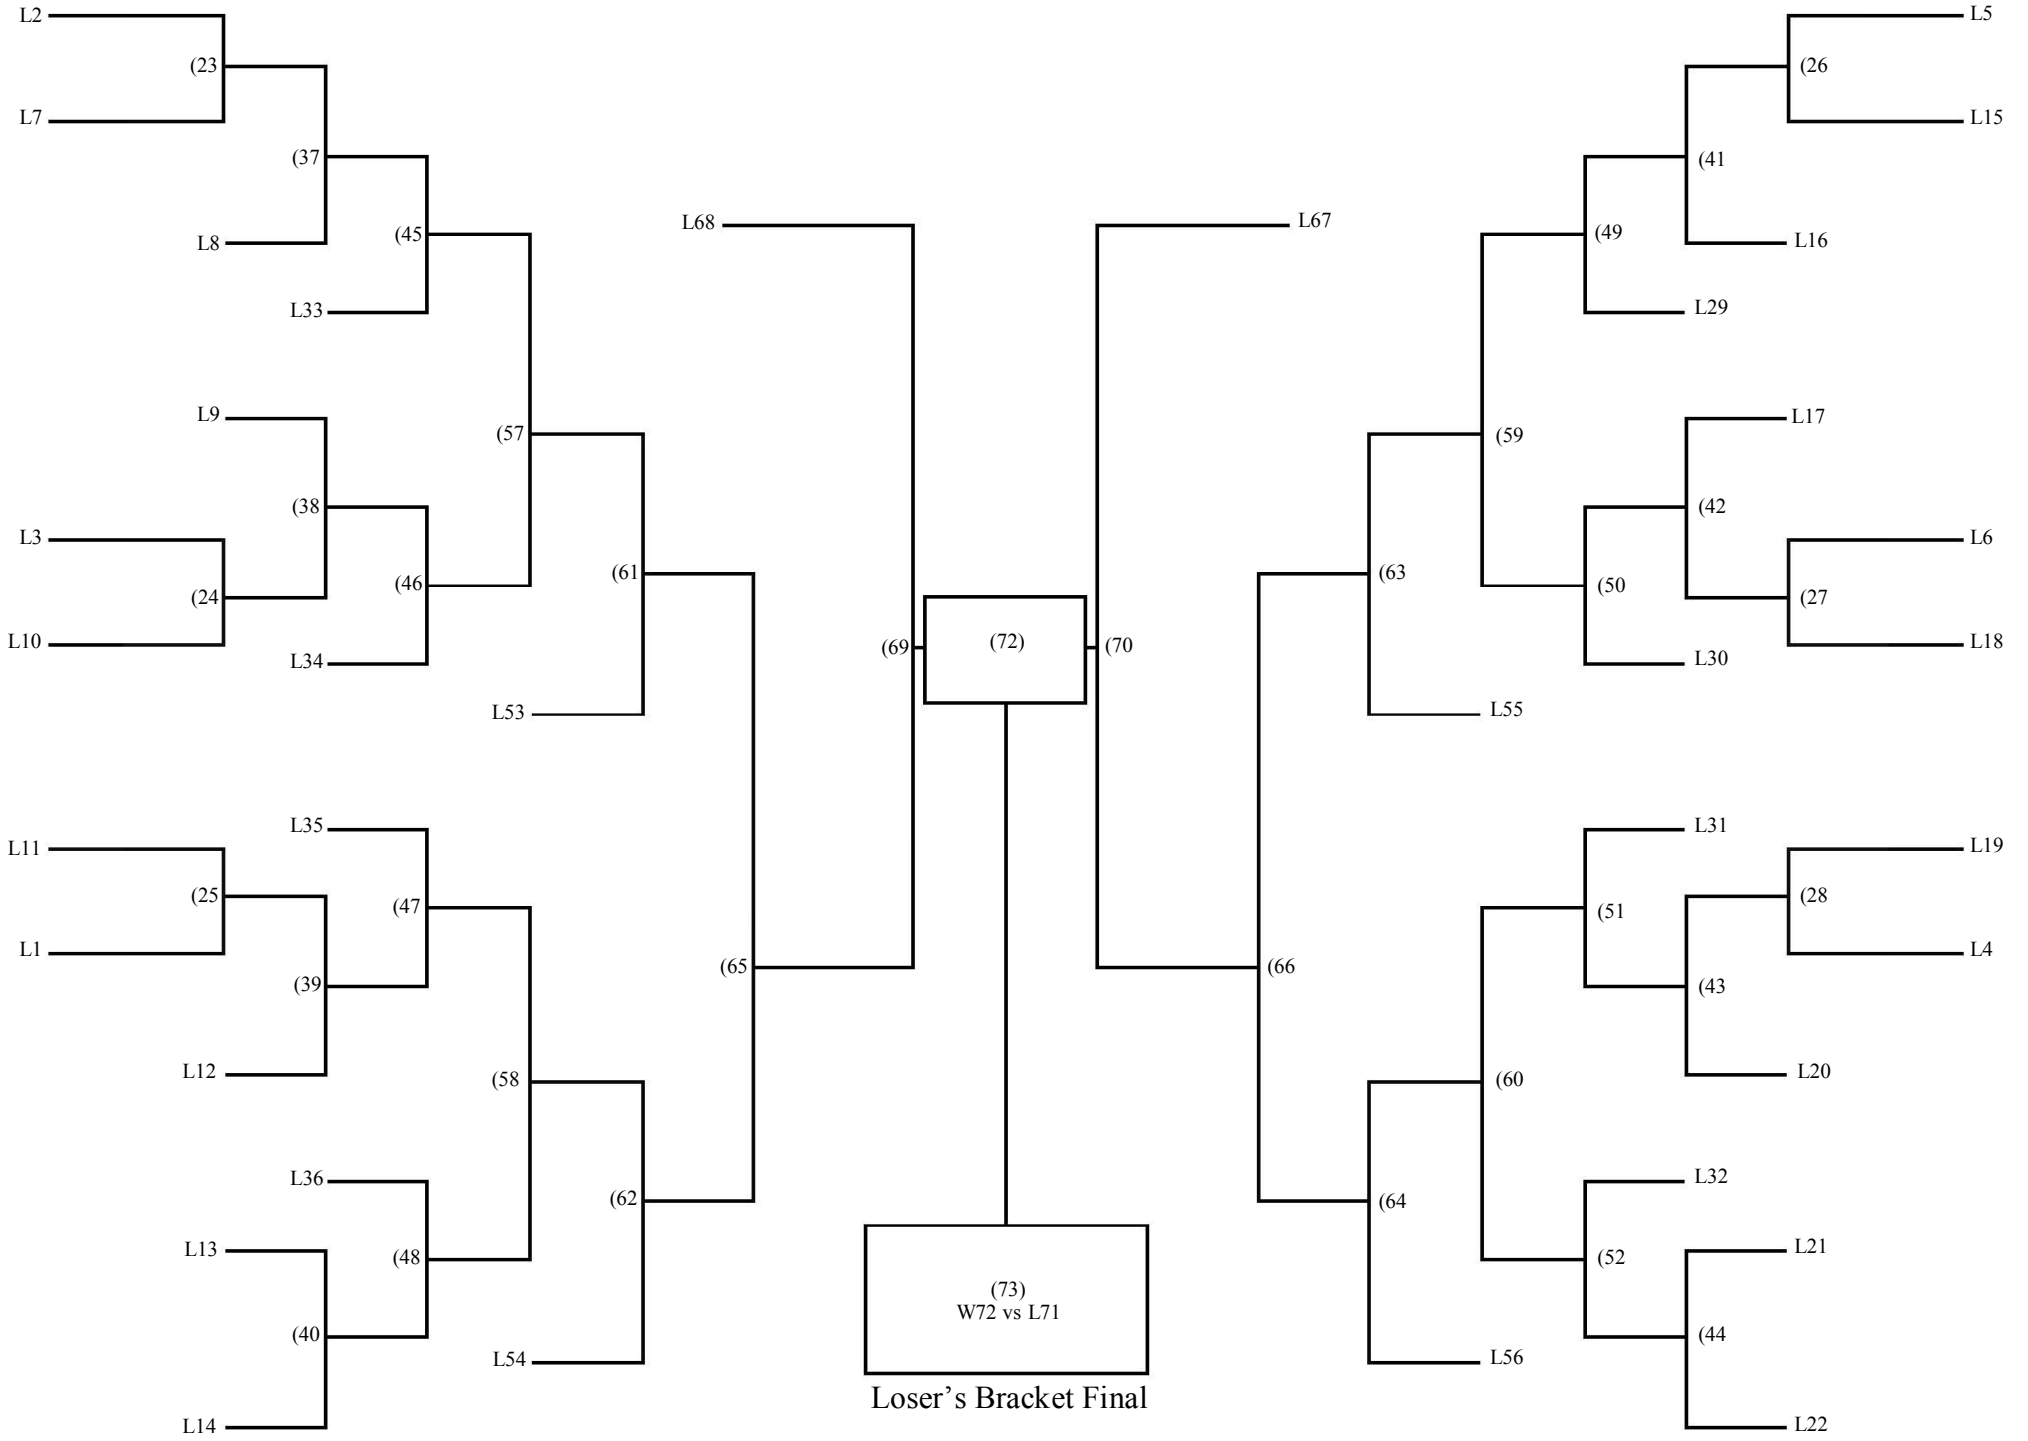 L2
L5
(23
(26
L7
L15
(37
(41
L8
L16
L68
L67
(45
(49
L33
L29
L9
L17
(57
(59
(38
(42
L3
L6
(61
(63
(46
(50
(24
(27
L10
(69
(72)
(70
L18
L34
L30
L53
L55
L35
L31
L11
L19
(25
(28
(47
(51
L1
L4
(65
(66
(39
(43
L12
L20
(58
(60
L36
L32
(62
(64
L13
L21
(48
(52
(73)
W72 vs L71
(40
(44
L54
L56
Loser’s Bracket Final
L14
L22